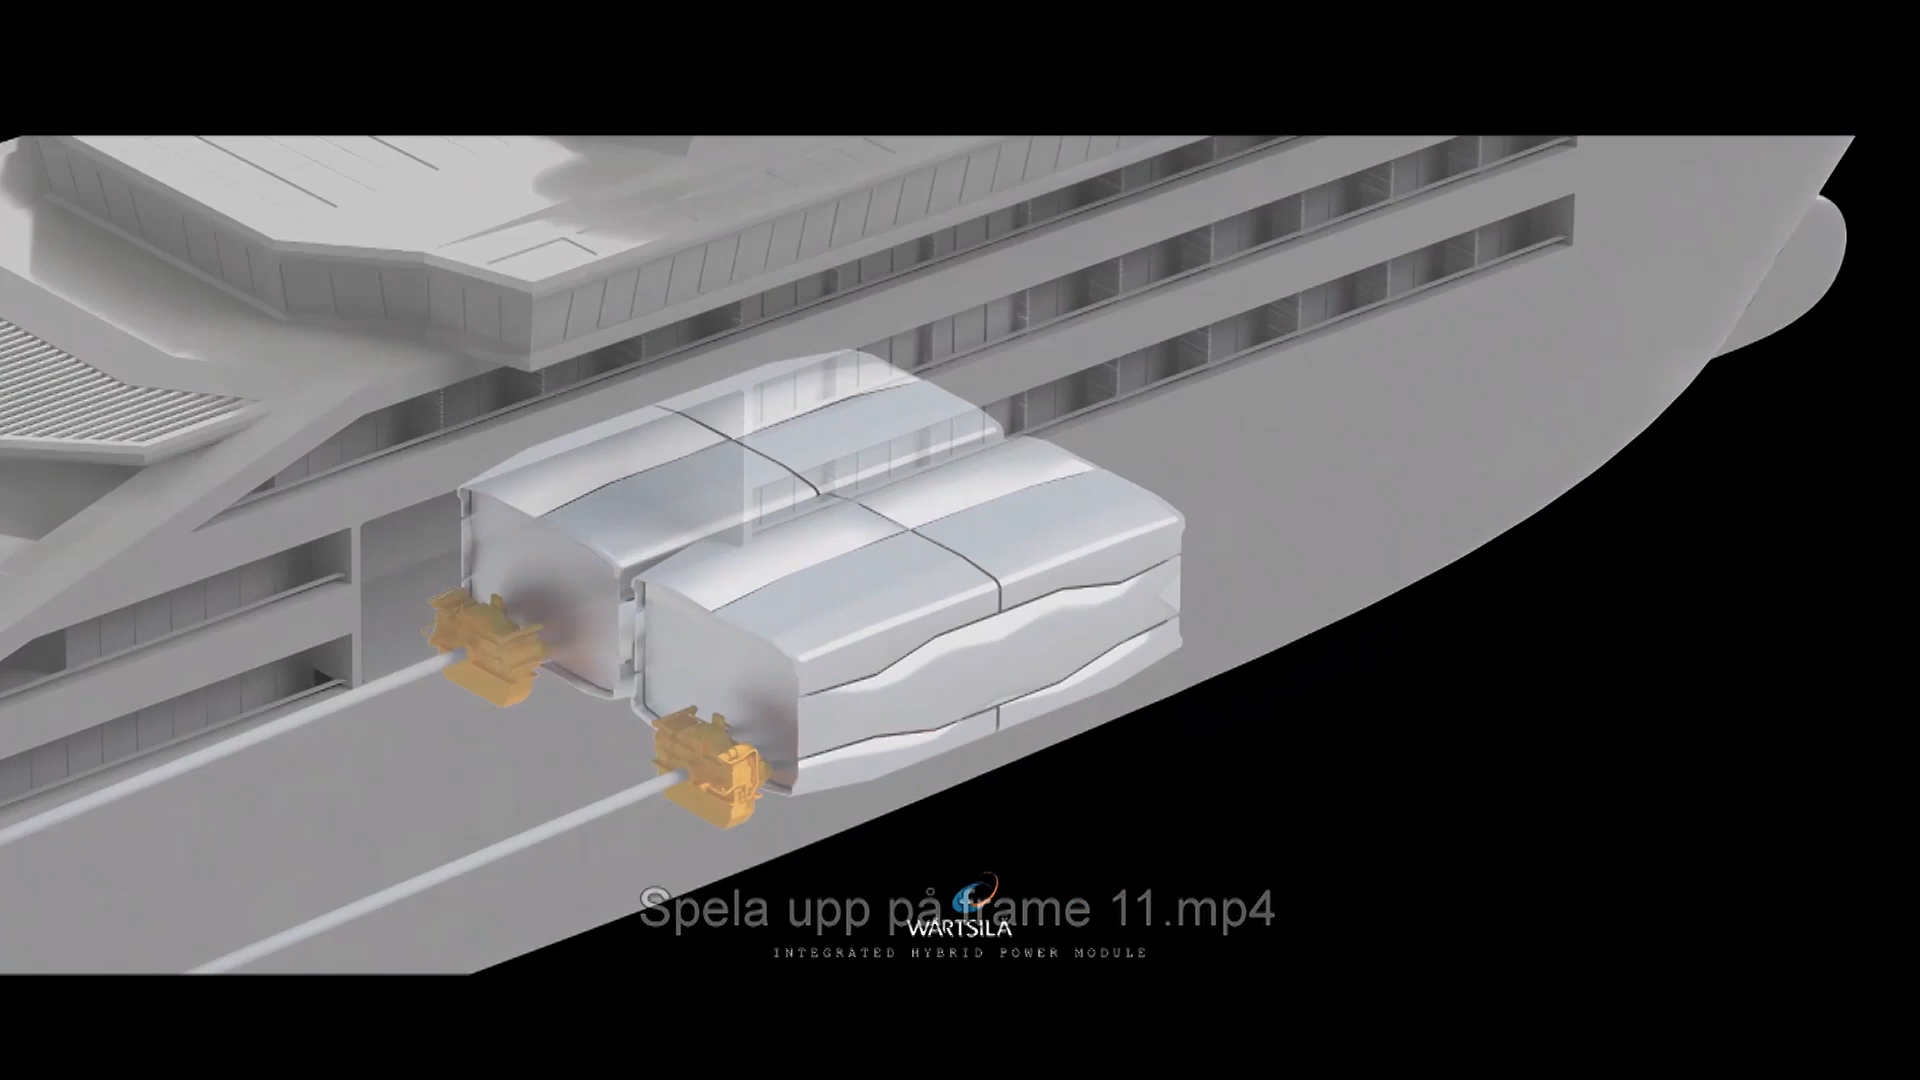 Spela upp på frame 11.mp4
WÄRTSILÄ
INTEGRATED HYBRID POWER MODULE